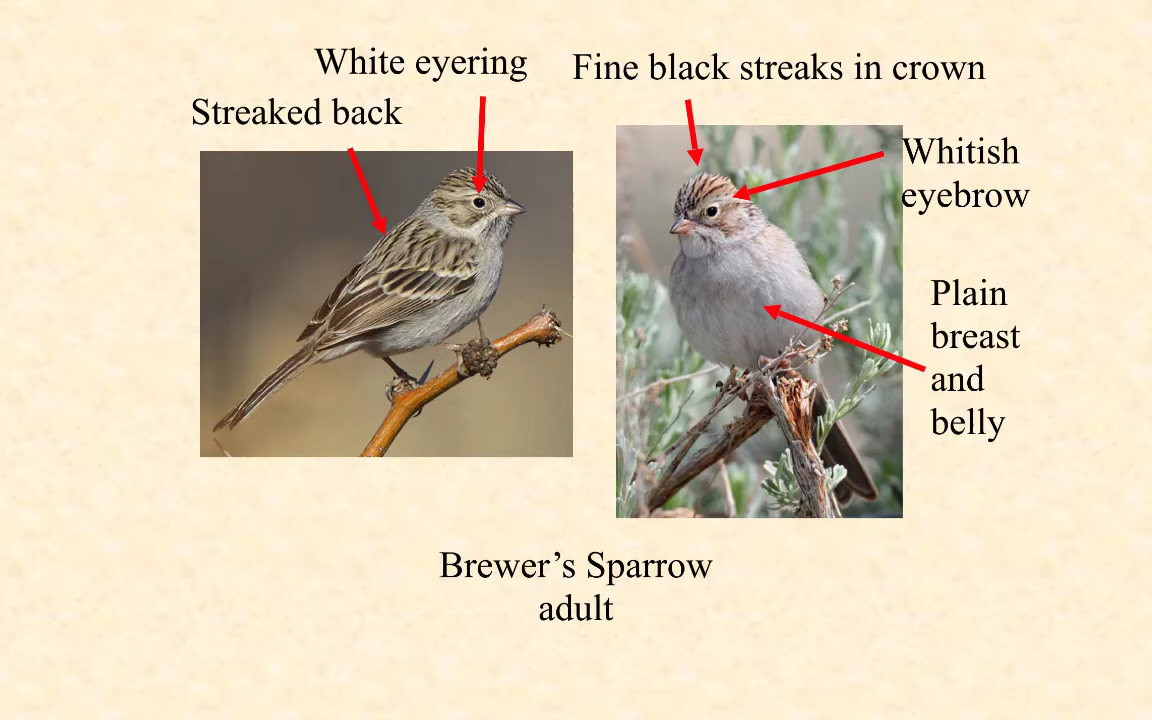 White eyering
Fine black streaks in crown
Streaked back
Whitish
eyebrow
Plain
breast
and
belly
Brewer’s Sparrow
adult